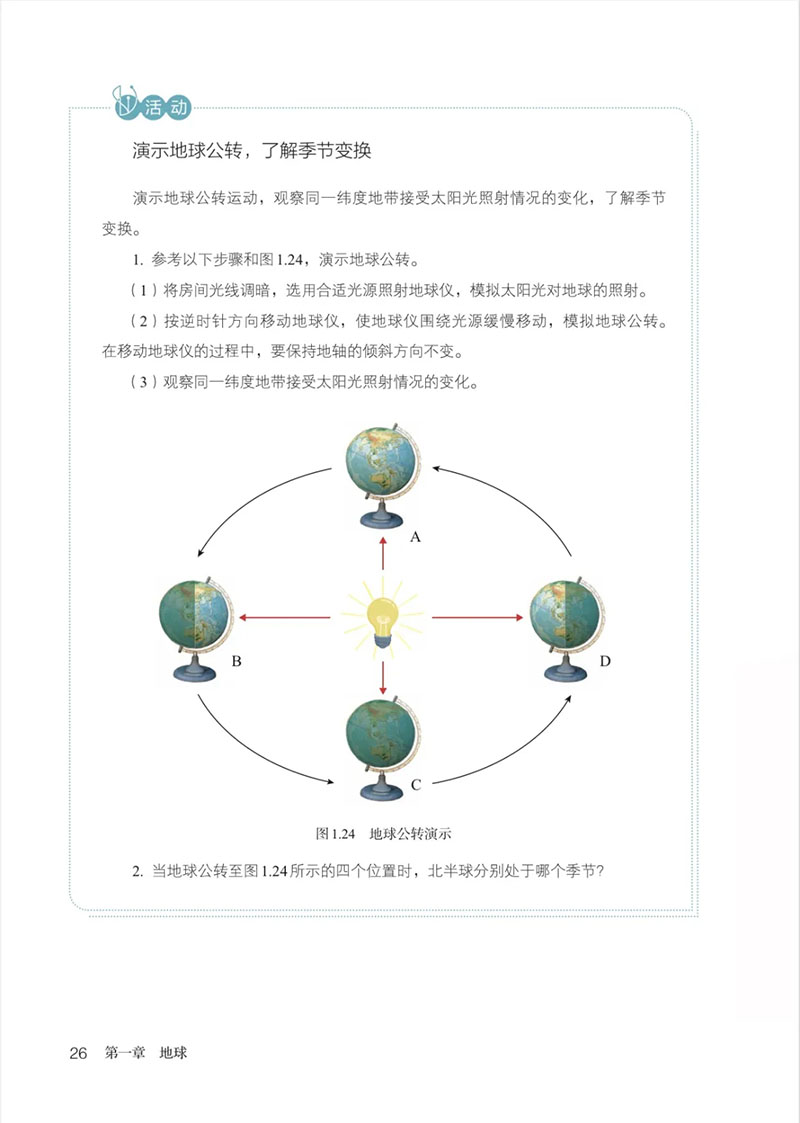 活动
演示地球公转，了解季节变换
演示地球公转运动，观察同一纬度地带接受太阳光照射情况的变化，了解季节
变换。
1. 参考以下步骤和图1.24，演示地球公转。
（1）将房间光线调暗，选用合适光源照射地球仪，模拟太阳光对地球的照射。
（2）按逆时针方向移动地球仪，使地球仪围绕光源缓慢移动，模拟地球公转。
在移动地球仪的过程中，要保持地轴的倾斜方向不变。
（3）观察同一纬度地带接受太阳光照射情况的变化。
A
B
D
C
图1.24 地球公转演示
2. 当地球公转至图1.24所示的四个位置时，北半球分别处于哪个季节？
26 第一章 地球